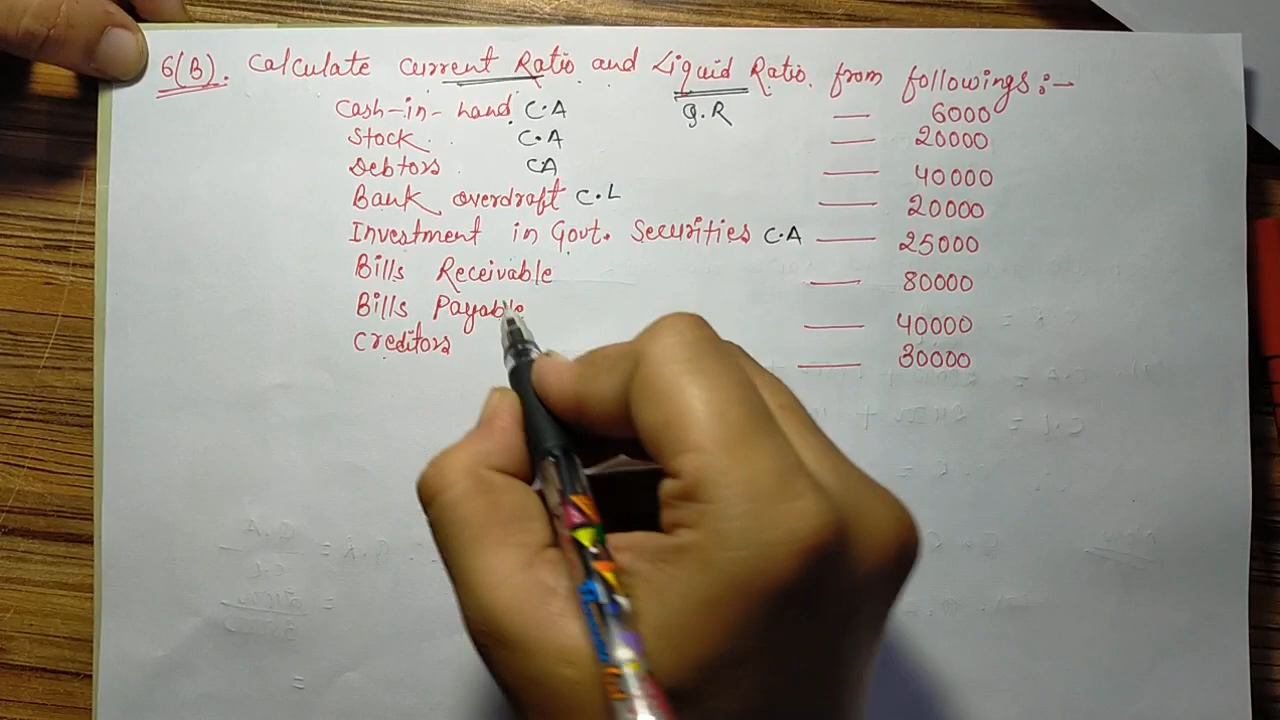 6(B). Calculate current Ratio and Liquid Ratio. from followings :-
Cash-in-hand C.A Q.R — 6000
Stock C.A — 20000
Debtors CA — 40000
Bank overdraft C.L — 20000
Investment in Govt. Securities C.A — 25000
Bills Receivable — 80000
Bills Payable — 40000
Creditors — 30000